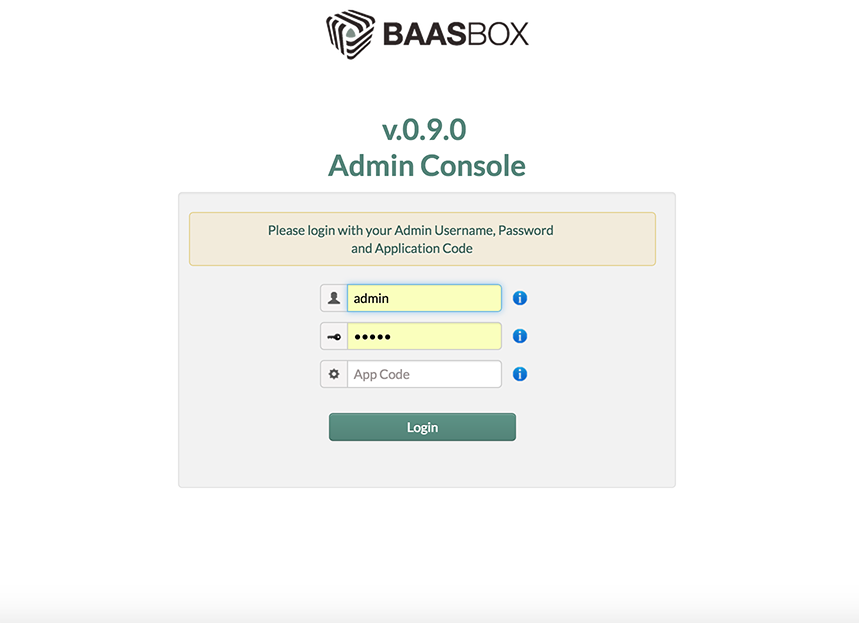 BAASBOX
v.0.9.0
Admin Console
Please login with your Admin Username, Password
and Application Code
admin
•••••
App Code
Login